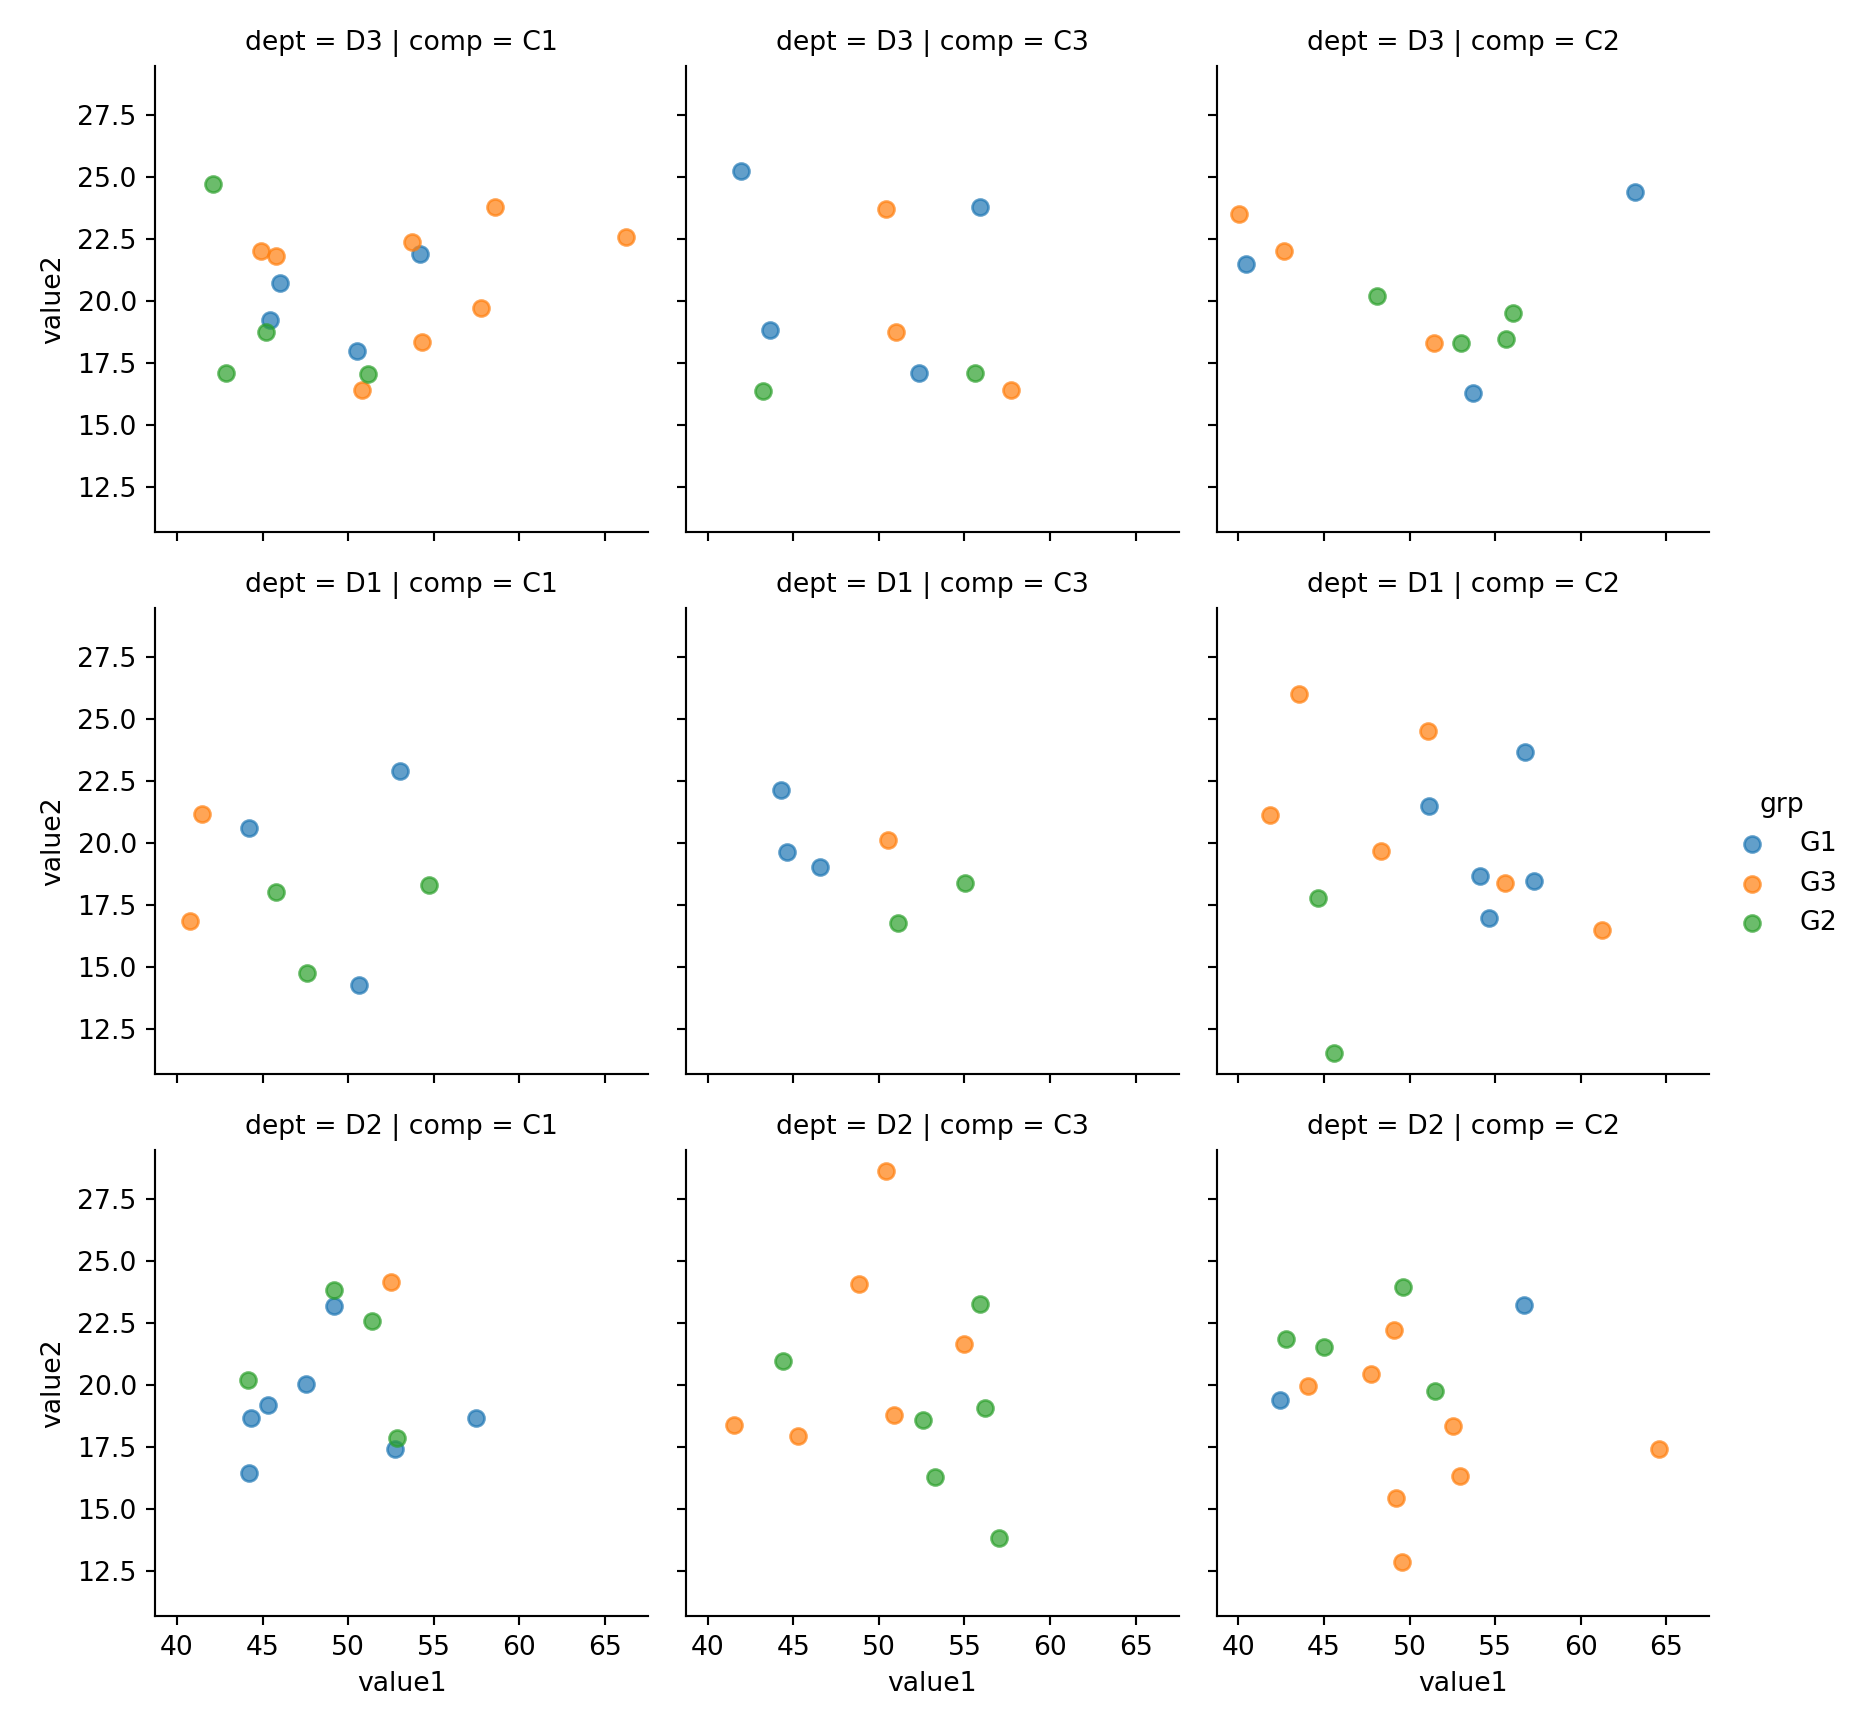 dept = D3 | comp = C1
dept = D3 | comp = C3
dept = D3 | comp = C2
27.5
25.0
22.5
20.0
17.5
15.0
12.5
value2
dept = D1 | comp = C1
dept = D1 | comp = C3
dept = D1 | comp = C2
27.5
25.0
22.5
20.0
17.5
15.0
12.5
value2
grp
G1
G3
G2
dept = D2 | comp = C1
dept = D2 | comp = C3
dept = D2 | comp = C2
27.5
25.0
22.5
20.0
17.5
15.0
12.5
value2
40 45 50 55 60 65
40 45 50 55 60 65
40 45 50 55 60 65
value1
value1
value1